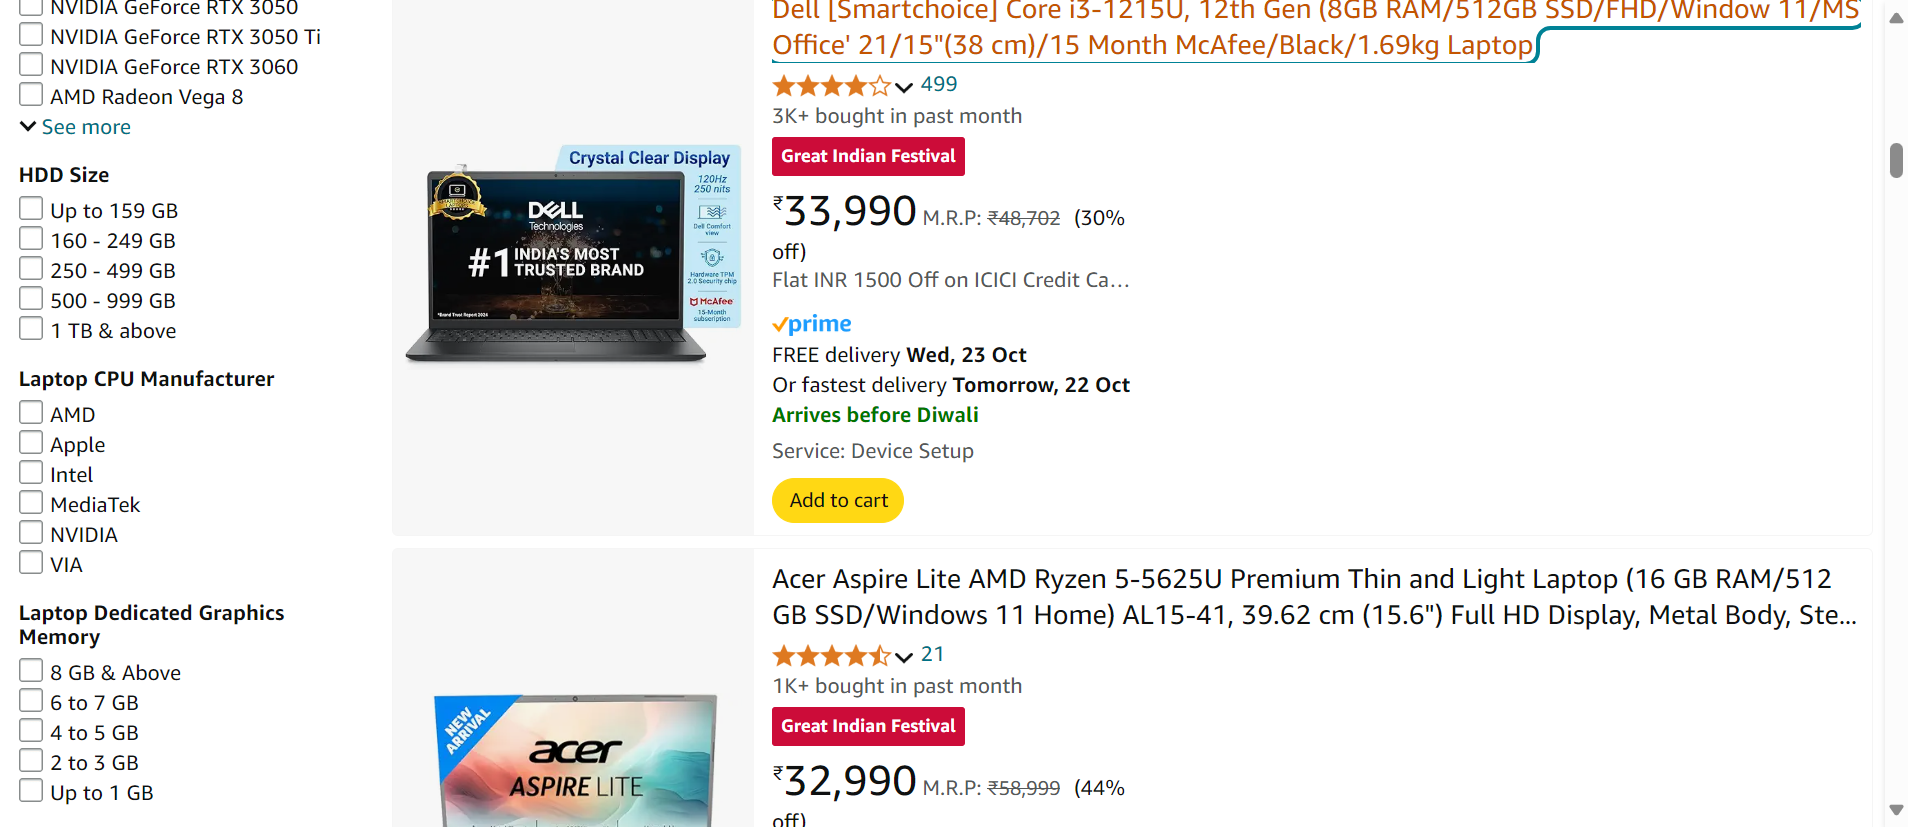 NVIDIA GeForce RTX 3050
NVIDIA GeForce RTX 3050 Ti
NVIDIA GeForce RTX 3060
AMD Radeon Vega 8
See more
HDD Size
Up to 159 GB
160 - 249 GB
250 - 499 GB
500 - 999 GB
1 TB & above
Laptop CPU Manufacturer
AMD
Apple
Intel
MediaTek
NVIDIA
VIA
Laptop Dedicated Graphics
Memory
8 GB & Above
6 to 7 GB
4 to 5 GB
2 to 3 GB
Up to 1 GB
Crystal Clear Display
120Hz
250 nits
Dell Comfort
view
Hardware TPM
2.0 Security chip
McAfee
15-Month
subscription
DELL
Technologies
#1 INDIA'S MOST
TRUSTED BRAND
*Brand Trust Report 2024
Dell [Smartchoice] Core i3-1215U, 12th Gen (8GB RAM/512GB SSD/FHD/Window 11/MS
Office' 21/15"(38 cm)/15 Month McAfee/Black/1.69kg Laptop
499
3K+ bought in past month
Great Indian Festival
₹33,990 M.R.P: ₹48,702 (30%
off)
Flat INR 1500 Off on ICICI Credit Ca…
prime
FREE delivery Wed, 23 Oct
Or fastest delivery Tomorrow, 22 Oct
Arrives before Diwali
Service: Device Setup
Add to cart
NEW
ARRIVAL
acer
ASPIRE LITE
Acer Aspire Lite AMD Ryzen 5-5625U Premium Thin and Light Laptop (16 GB RAM/512
GB SSD/Windows 11 Home) AL15-41, 39.62 cm (15.6") Full HD Display, Metal Body, Ste...
21
1K+ bought in past month
Great Indian Festival
₹32,990 M.R.P: ₹58,999 (44%
off)